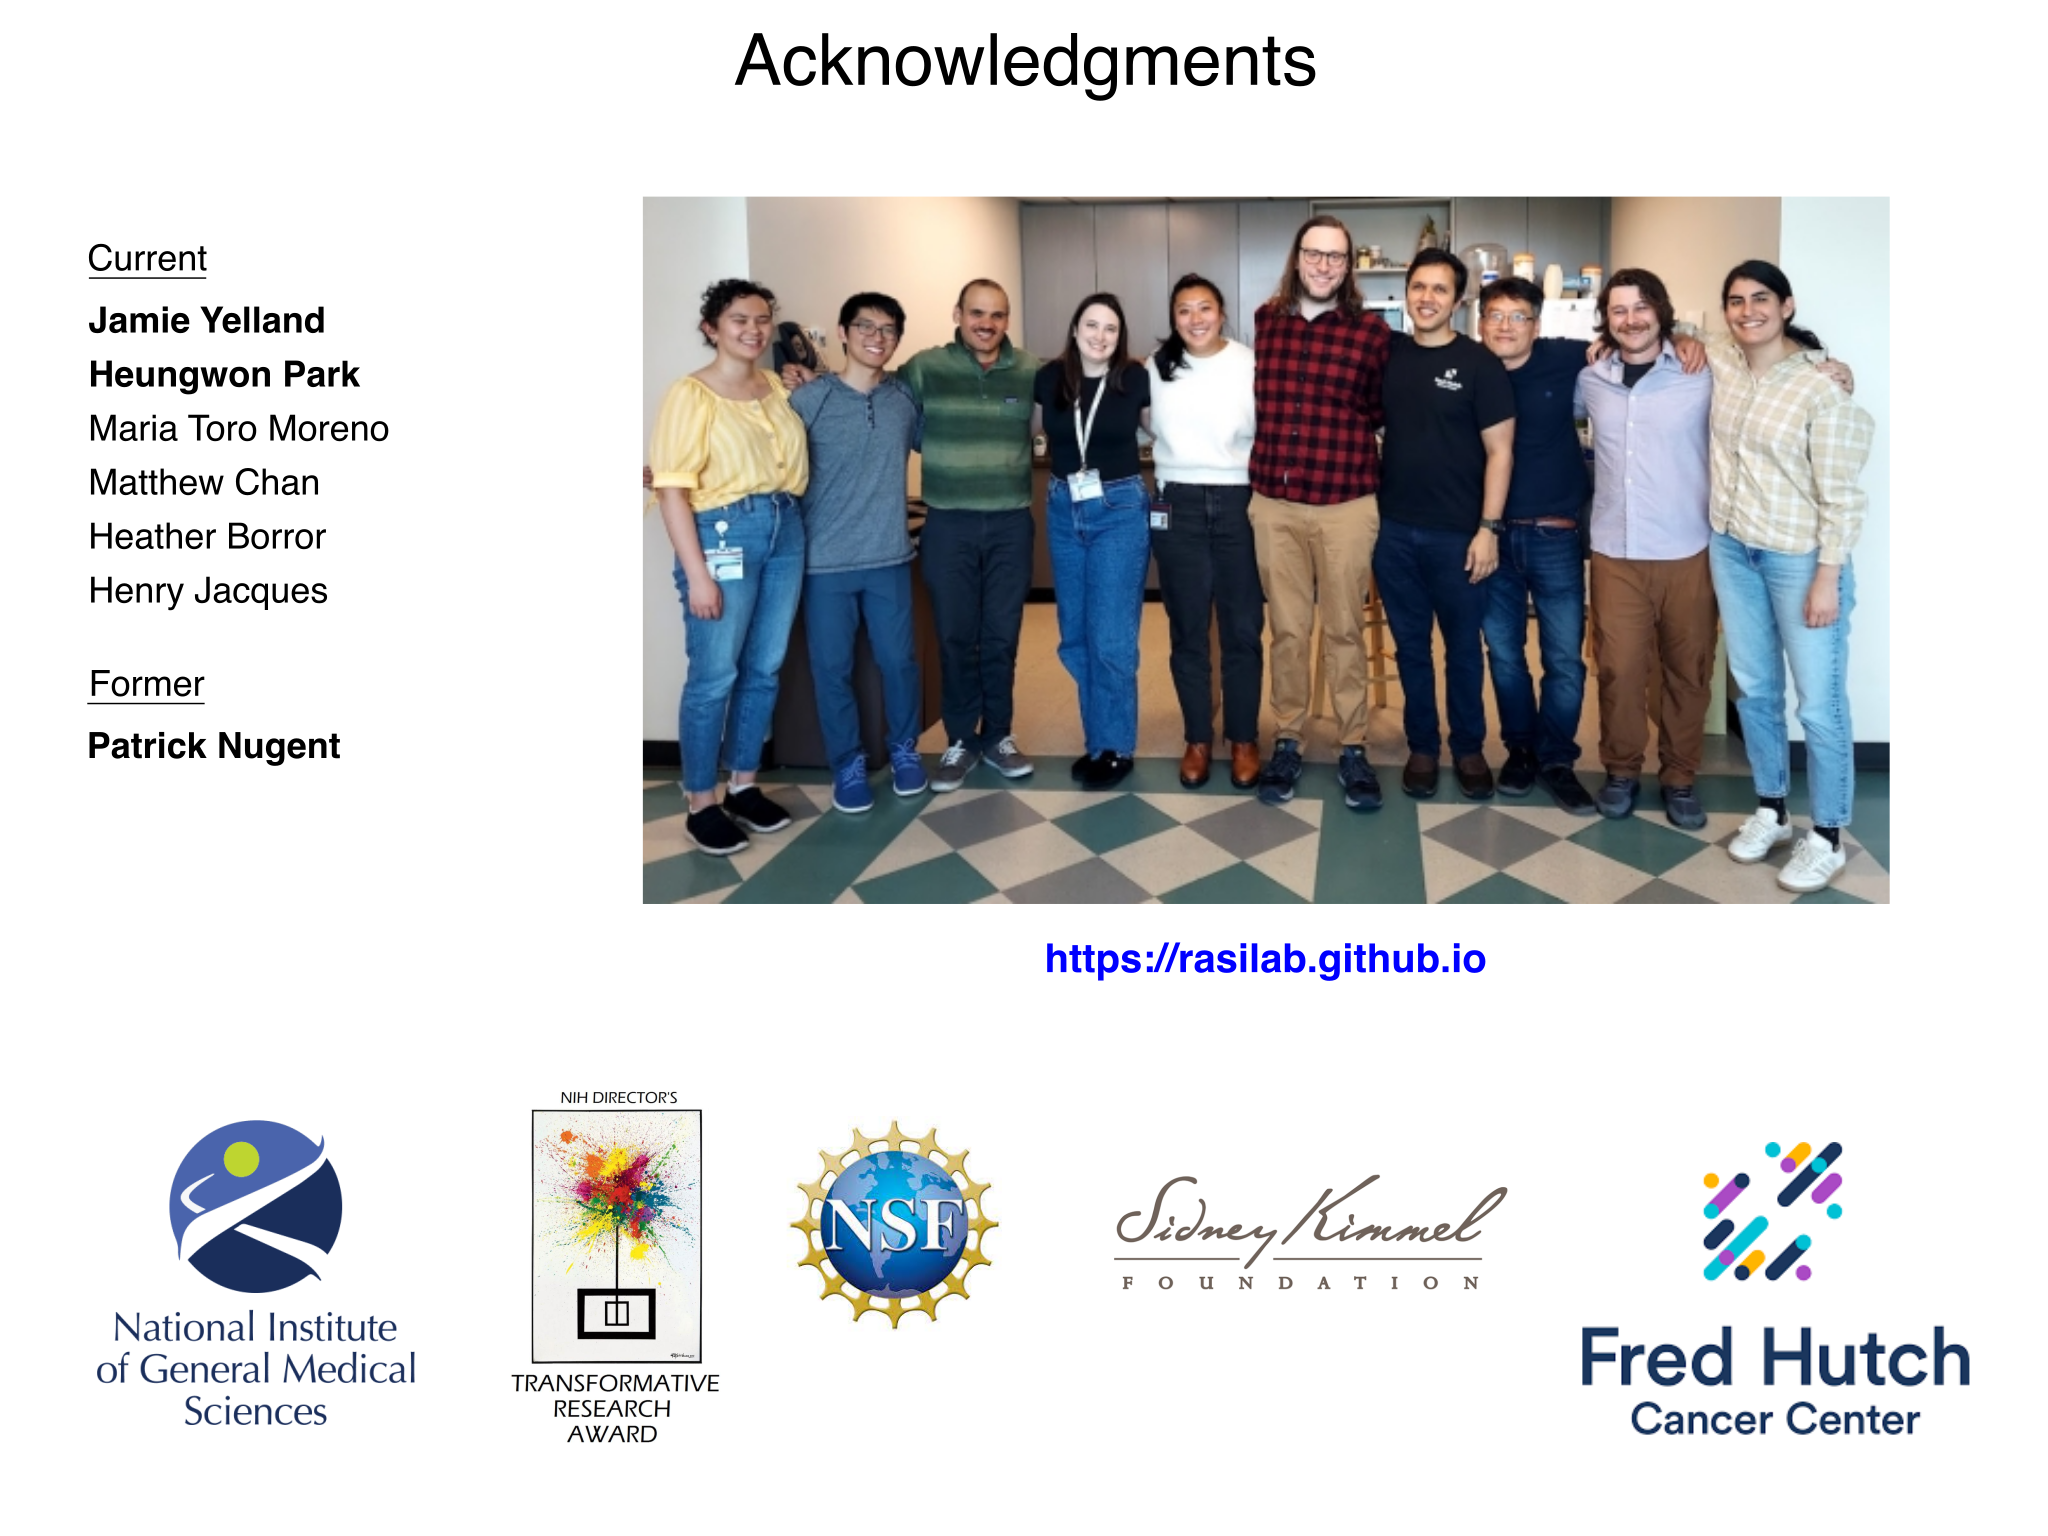 Acknowledgments
Current
Jamie Yelland
Heungwon Park
Maria Toro Moreno
Matthew Chan
Heather Borror
Henry Jacques
Former
Patrick Nugent
https://rasilab.github.io
National Institute
of General Medical
Sciences
NIH DIRECTOR'S
TRANSFORMATIVE
RESEARCH
AWARD
NSF
Sidney Kimmel
FOUNDATION
Fred Hutch
Cancer Center